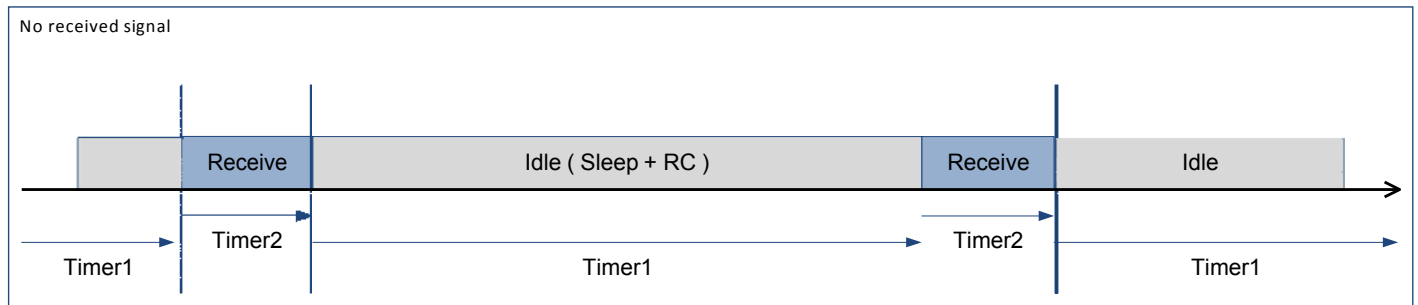 No received signal
Receive
Idle ( Sleep + RC )
Receive
Idle
Timer2
Timer2
Timer1
Timer1
Timer1